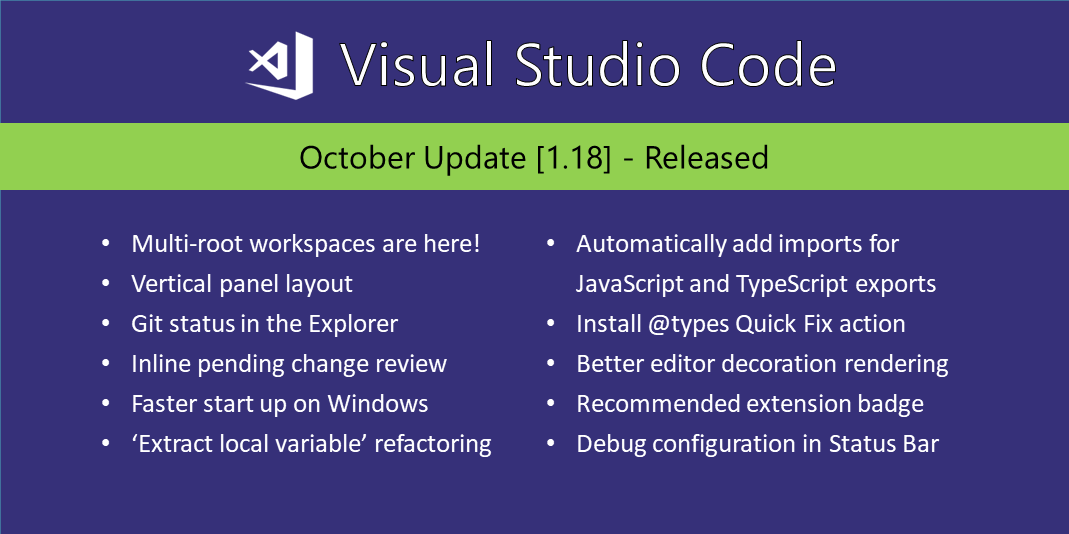 Visual Studio Code
October Update [1.18] - Released
• Multi-root workspaces are here!
• Vertical panel layout
• Git status in the Explorer
• Inline pending change review
• Faster start up on Windows
• ‘Extract local variable’ refactoring
• Automatically add imports for
JavaScript and TypeScript exports
• Install @types Quick Fix action
• Better editor decoration rendering
• Recommended extension badge
• Debug configuration in Status Bar